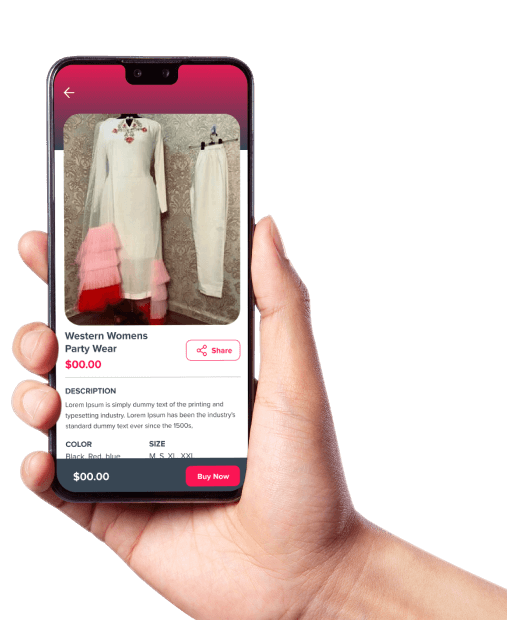 Western Womens
Party Wear
Share
$00.00
DESCRIPTION
Lorem Ipsum is simply dummy text of the printing and
typesetting industry. Lorem Ipsum has been the industry's
standard dummy text ever since the 1500s,
COLOR SIZE
Black, Red, blue M, S, XL, XXL
$00.00 Buy Now